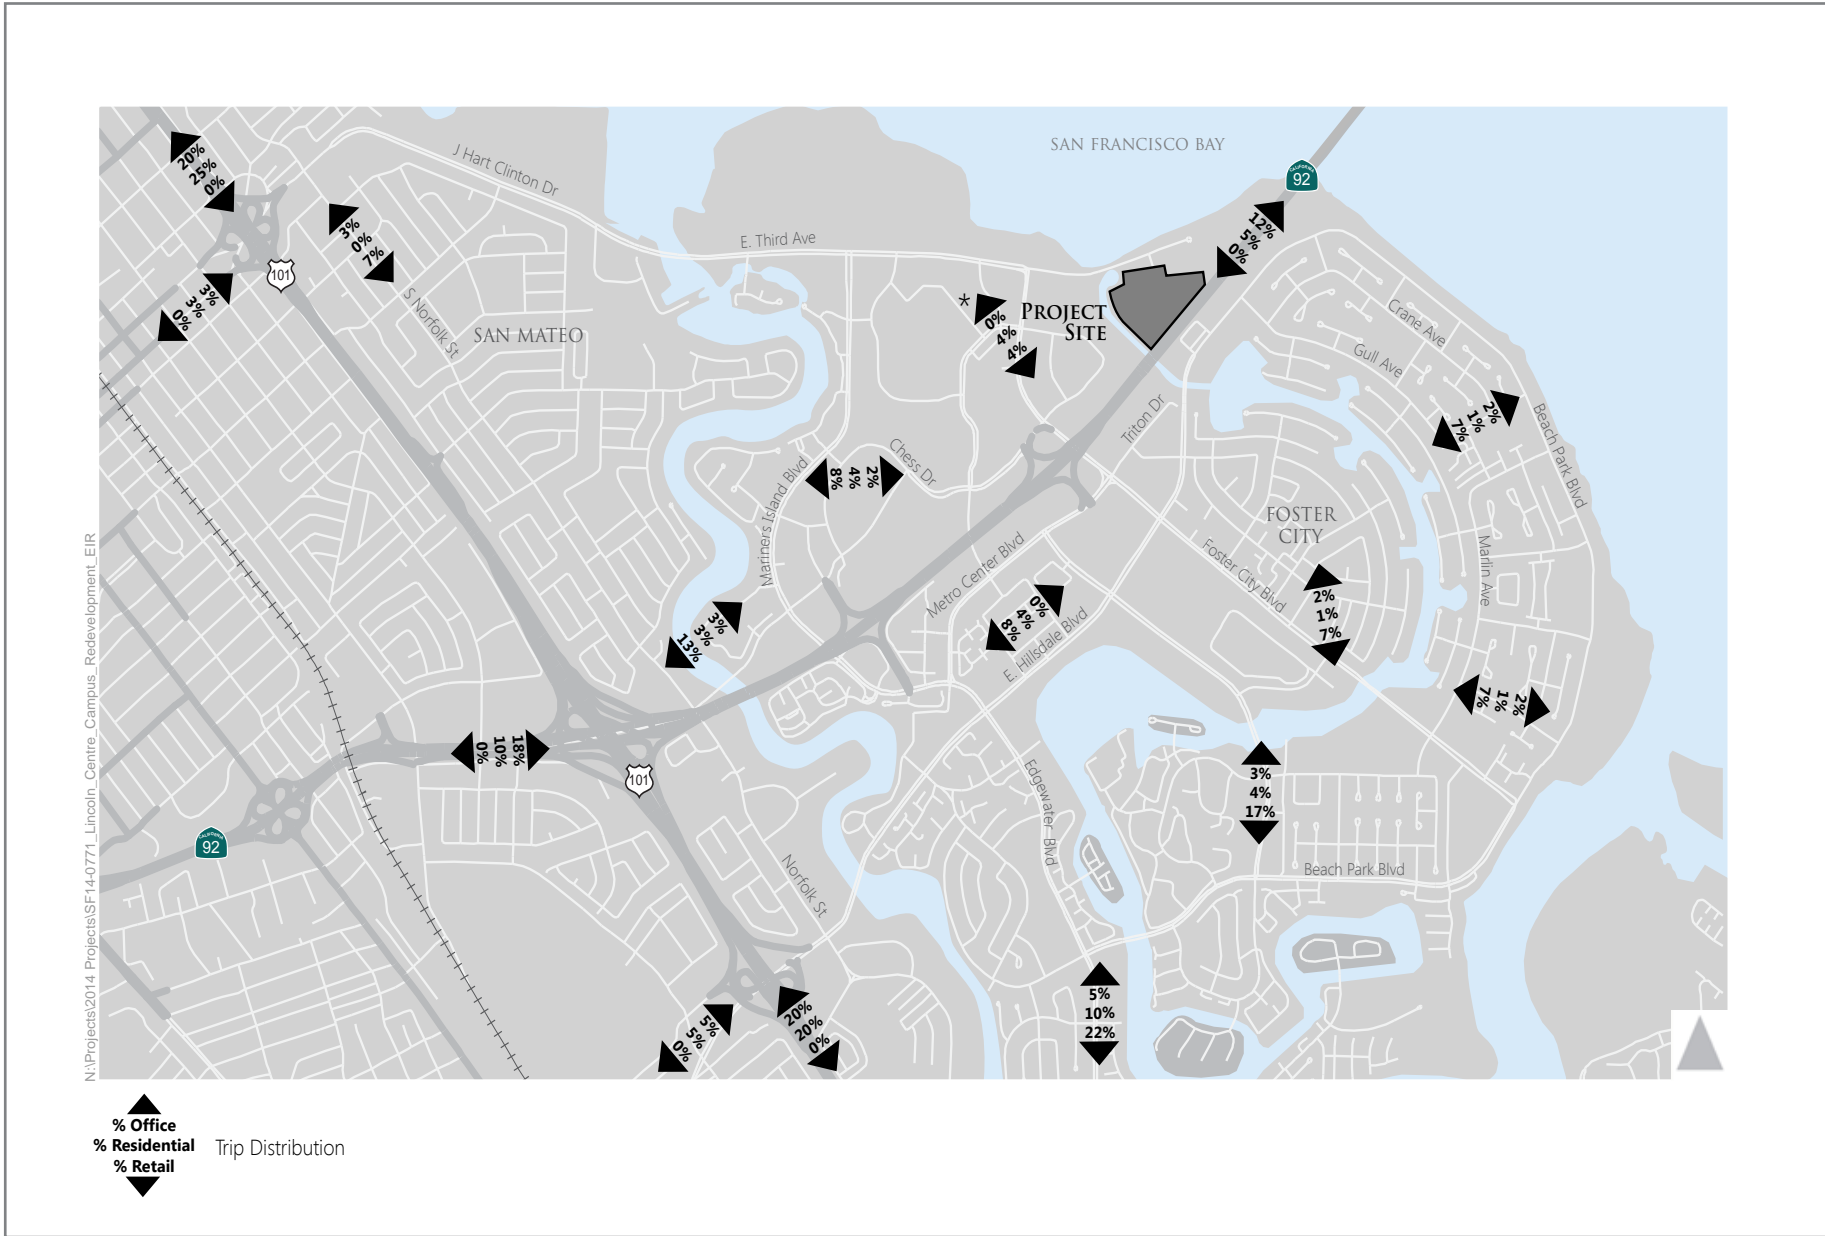 SAN FRANCISCO BAY
CALIFORNIA
92
J Hart Clinton Dr
20%
25%
0%
3%
0%
7%
E. Third Ave
12%
5%
0%
101
3%
3%
0%
S Norfolk St
SAN MATEO
*
0%
4%
4%
PROJECT
SITE
Crane Ave
Gull Ave
2%
1%
7%
Beach Park Blvd
Triton Dr
Chess Dr
2%
4%
8%
Mariners Island Blvd
FOSTER
CITY
Foster City Blvd
Marlin Ave
Metro Center Blvd
0%
4%
8%
E. Hillsdale Blvd
2%
1%
7%
3%
3%
13%
2%
1%
7%
18%
10%
0%
101
Edgewater Blvd
3%
4%
17%
CALIFORNIA
92
Norfolk St
Beach Park Blvd
5%
5%
0%
20%
20%
0%
5%
10%
22%
N:\Projects\2014 Projects\SF14-0771_Lincoln_Centre_Campus_Redevelopment_EIR
% Office
% Residential
% Retail
Trip Distribution